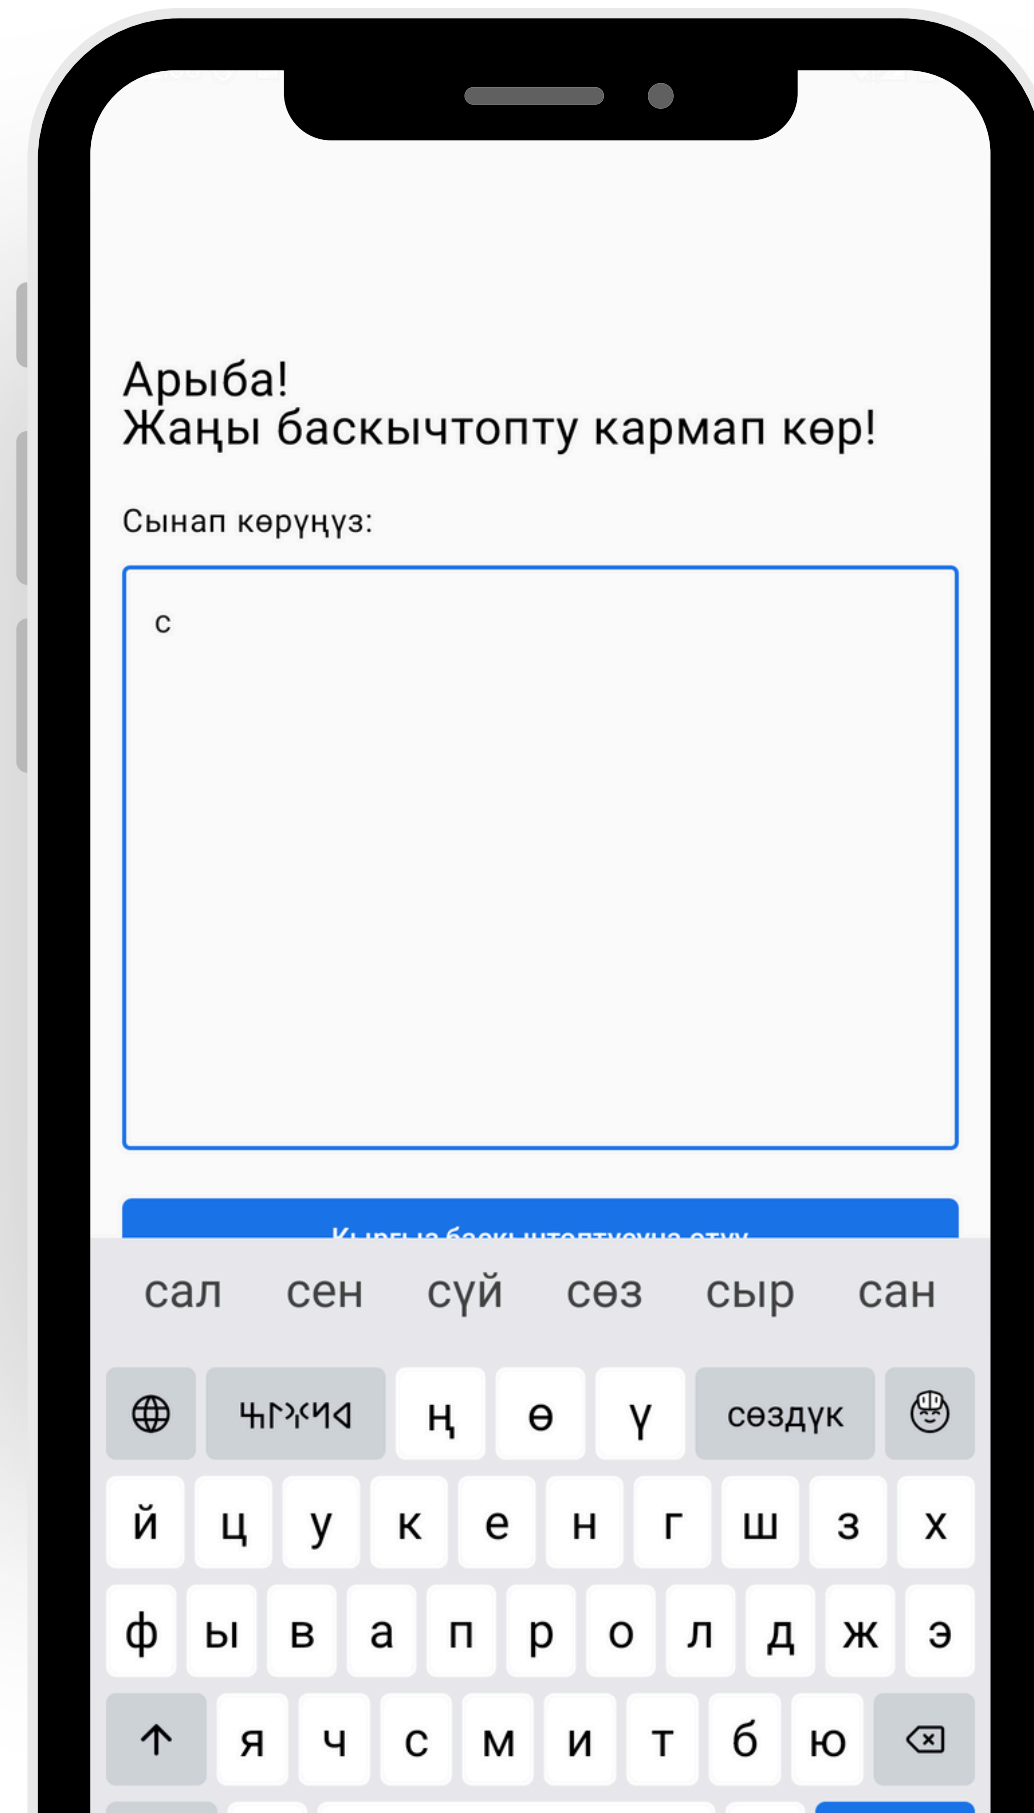 Арыба!
Жаңы баскычтопту кармап көр!
Сынап көрүңүз:
с
сал сен сүй сөз сыр сан
ң ө ү сөздүк
й ц у к е н г ш з х
ф ы в а п р о л д ж э
я ч с м и т б ю